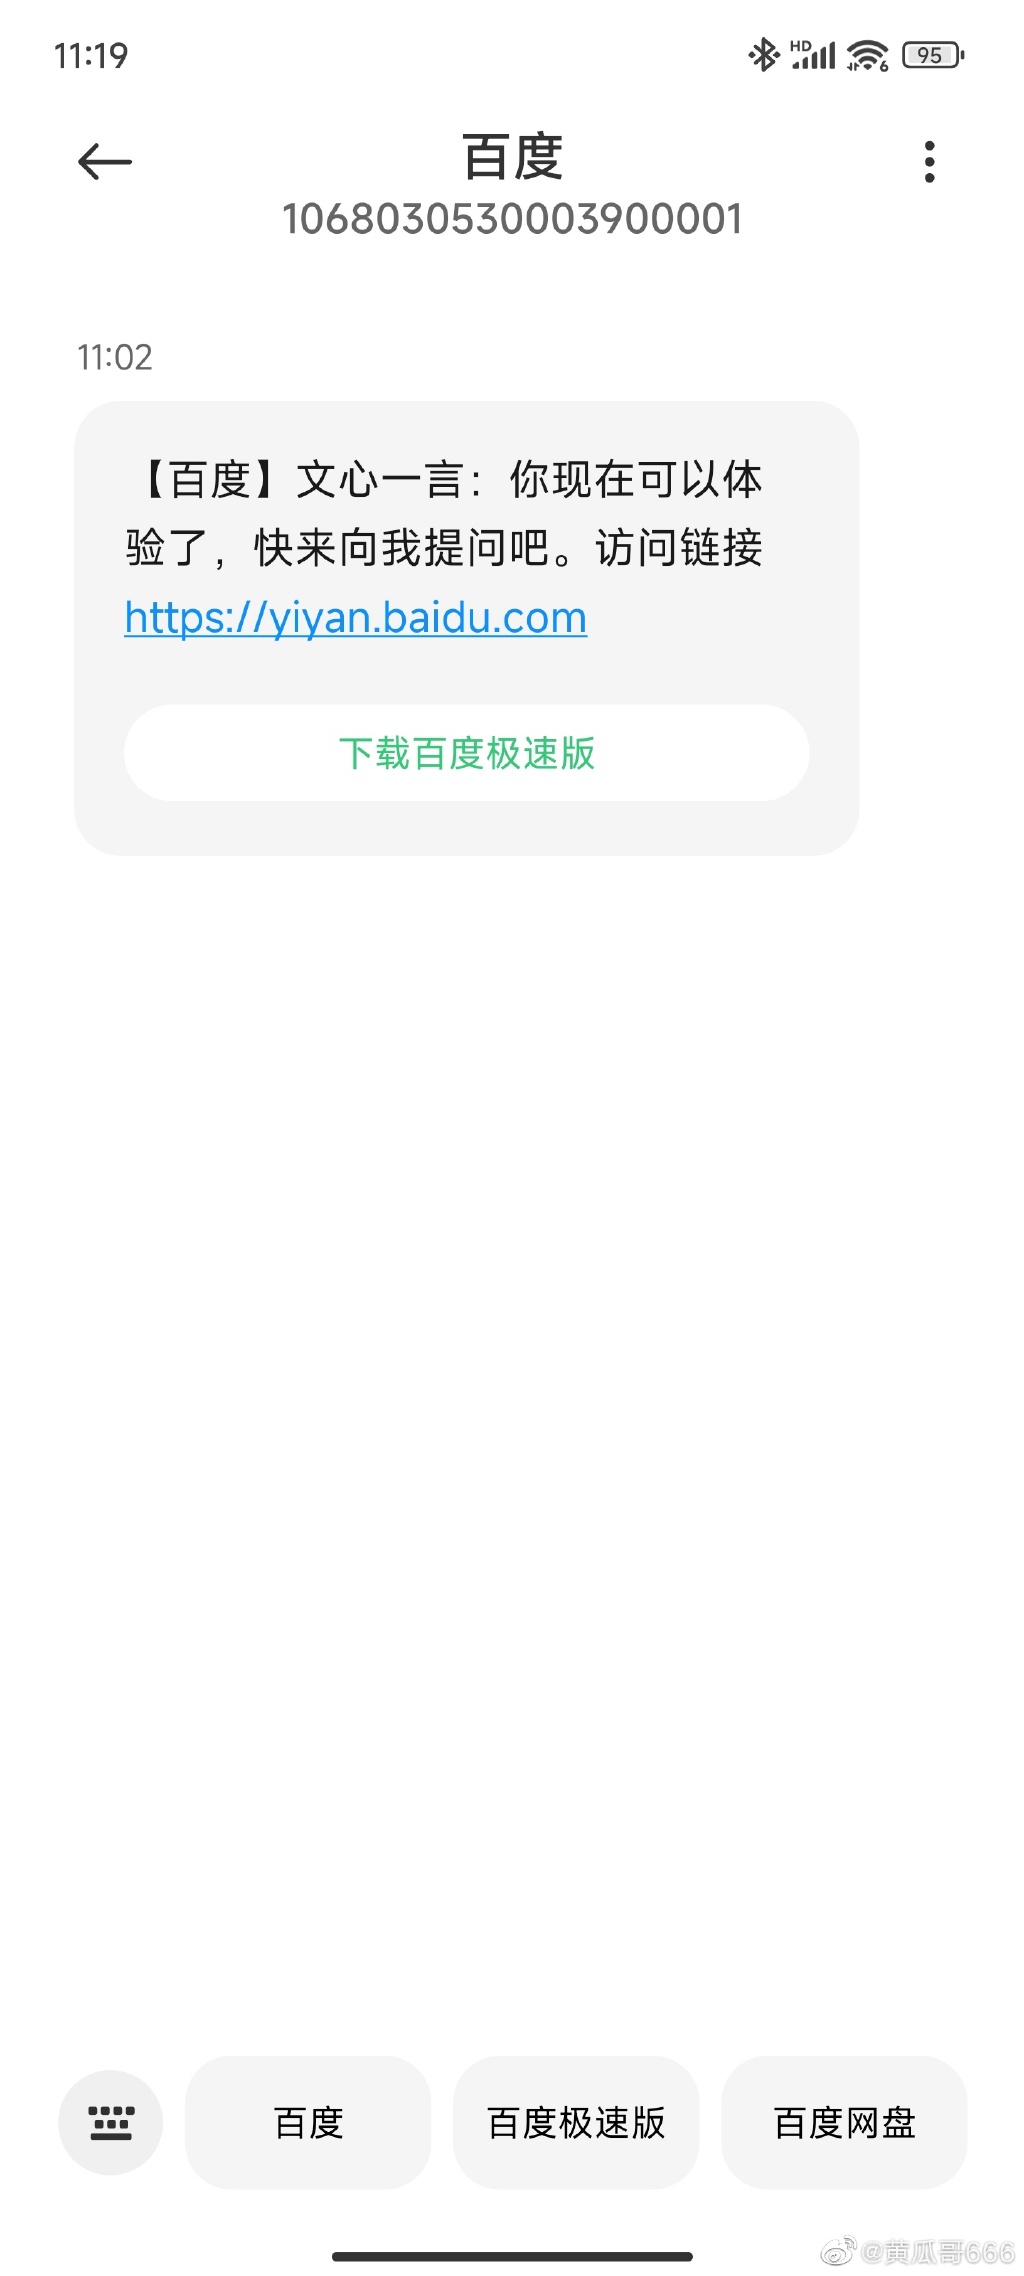 11:19
HD
6
95
百度
1068030530003900001
11:02
【百度】文心一言：你现在可以体
验了，快来向我提问吧。访问链接
https://yiyan.baidu.com
下载百度极速版
百度
百度极速版
百度网盘
@黄瓜哥666